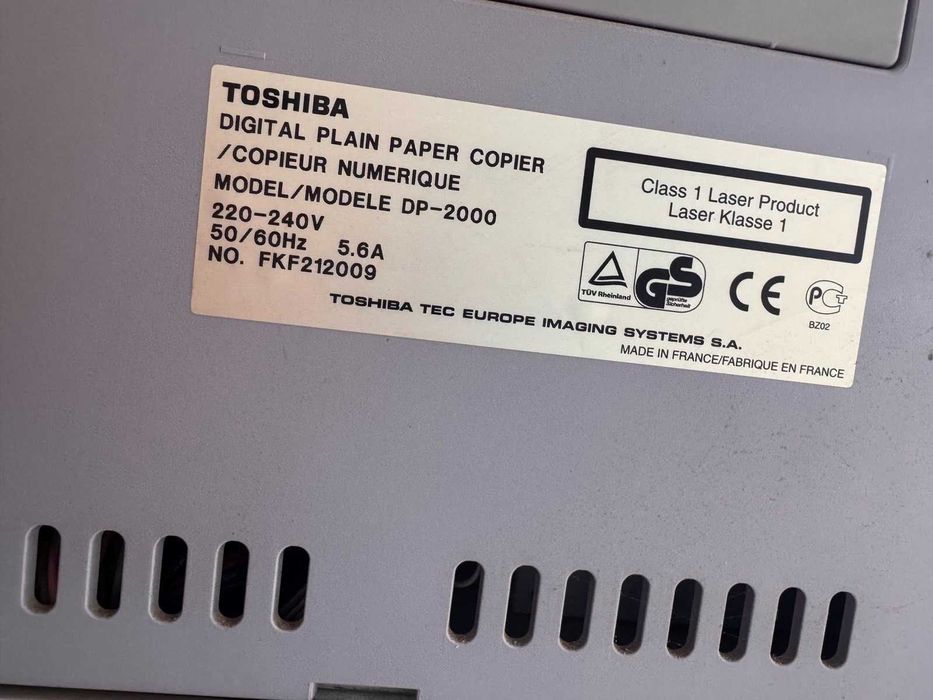 TOSHIBA
DIGITAL PLAIN PAPER COPIER
/COPIEUR NUMERIQUE
MODEL/MODELE DP-2000
220-240V
50/60Hz 5.6A
NO. FKF212009
Class 1 Laser Product
Laser Klasse 1
TÜV Rheinland
GS
geprüfte
Sicherheit
CE
PCT
BZ02
TOSHIBA TEC EUROPE IMAGING SYSTEMS S.A.
MADE IN FRANCE/FABRIQUE EN FRANCE